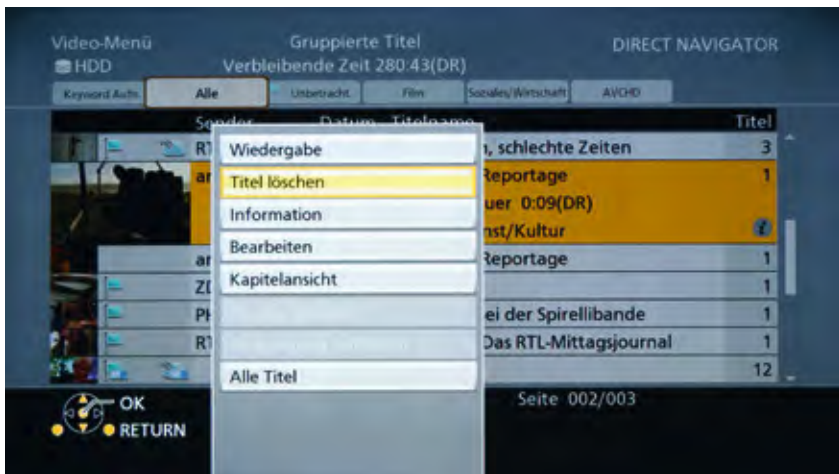 Video-Menü Gruppierte Titel DIRECT NAVIGATOR
HDD Verbleibende Zeit 280:43(DR)
Keyword Aufn. Alle Unbetracht. Film Soziales/Wirtschaft AVCHD
Sender Datum Titelname Titel
RT n, schlechte Zeiten 3
ar Reportage 1
uer 0:09(DR)
nst/Kultur i
ar Reportage 1
ZD 1
PH ei der Spirellibande 1
RT Das RTL-Mittagsjournal 1
12
Wiedergabe
Titel löschen
Information
Bearbeiten
Kapitelansicht
Alle Titel
Seite 002/003
OK
RETURN